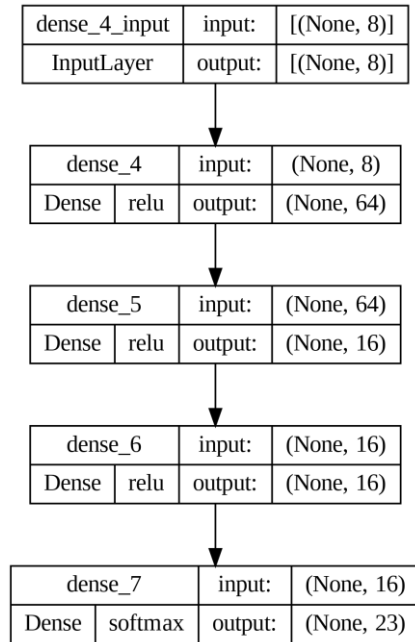 dense_4_input input: [(None, 8)]
InputLayer output: [(None, 8)]
dense_4 input: (None, 8)
Dense relu output: (None, 64)
dense_5 input: (None, 64)
Dense relu output: (None, 16)
dense_6 input: (None, 16)
Dense relu output: (None, 16)
dense_7 input: (None, 16)
Dense softmax output: (None, 23)